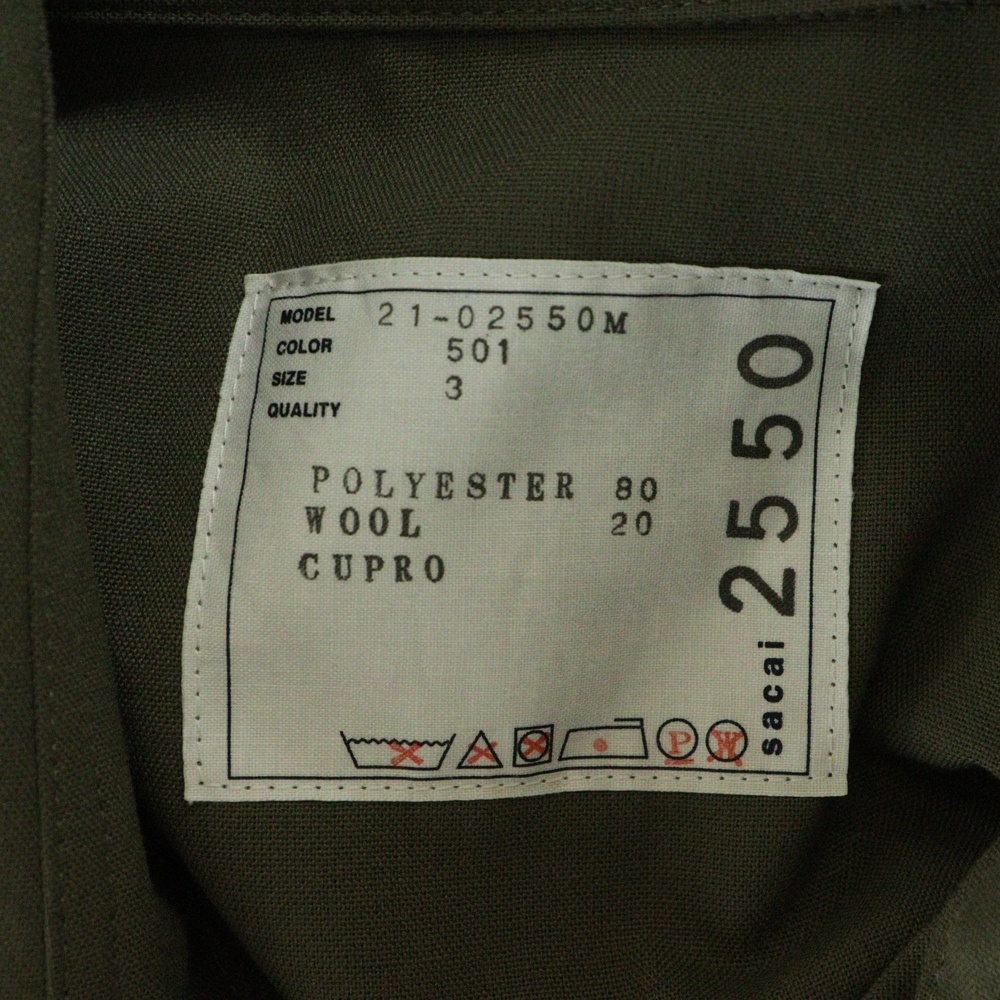 MODEL 21-02550M
COLOR 501
SIZE 3
QUALITY
POLYESTER 80
WOOL 20
CUPRO
P W
sacai 2550